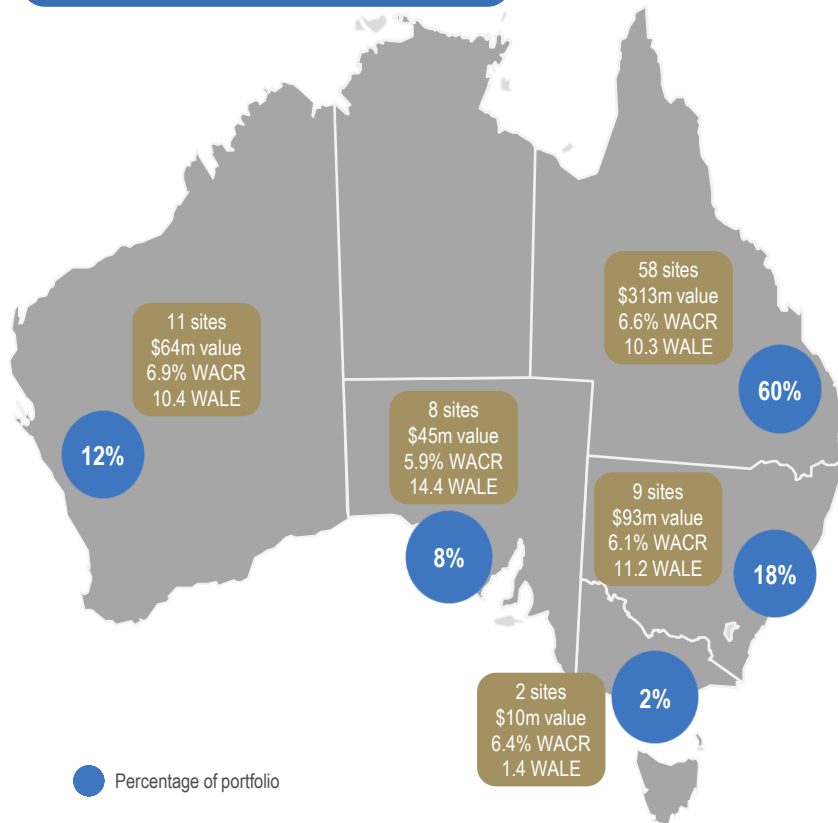 58 sites
$313m value
6.6% WACR
10.3 WALE
60%
11 sites
$64m value
6.9% WACR
10.4 WALE
12%
8 sites
$45m value
5.9% WACR
14.4 WALE
8%
9 sites
$93m value
6.1% WACR
11.2 WALE
18%
2 sites
$10m value
6.4% WACR
1.4 WALE
2%
Percentage of portfolio